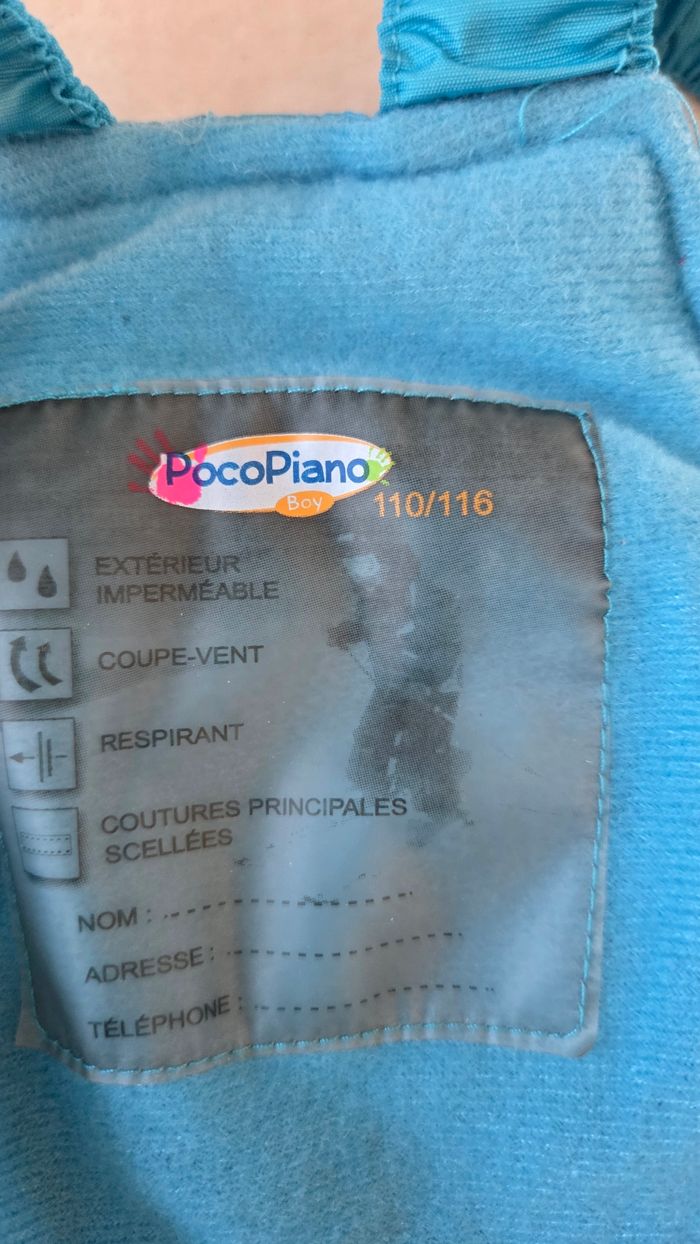 PocoPiano
Boy
110/116
EXTÉRIEUR
IMPERMÉABLE
COUPE-VENT
RESPIRANT
COUTURES PRINCIPALES
SCELLÉES
NOM :
ADRESSE :
TÉLÉPHONE :